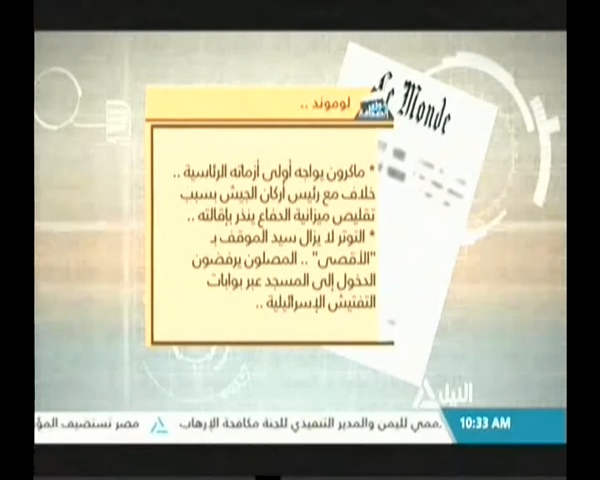 Le Monde
لوموند ..
* ماكرون يواجه أولى أزماته الرئاسية ..
خلاف مع رئيس أركان الجيش بسبب
تقليص ميزانية الدفاع ينذر بإقالته ..
* التوتر لا يزال سيد الموقف بـ
"الأقصى" .. المصلون يرفضون
الدخول إلى المسجد عبر بوابات
التفتيش الإسرائيلية ..
النيل
10:33 AM
ـممي لليمن والمدير التنفيذي للجنة مكافحة الإرهاب
مصر تستضيف المؤ